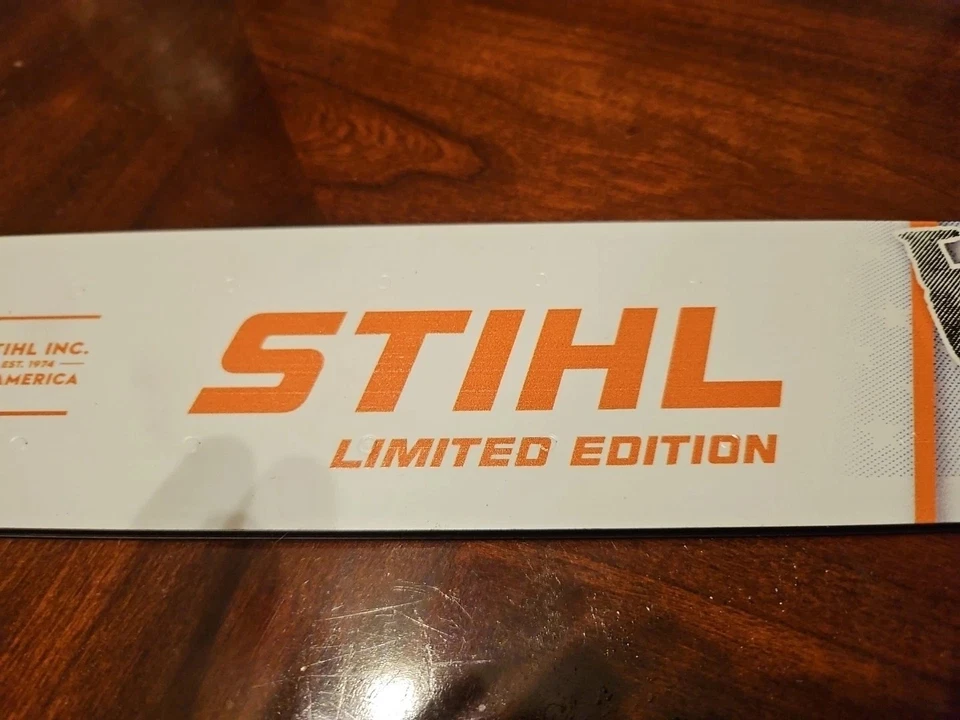 TIHL INC.
EST. 1974
AMERICA
STIHL
LIMITED EDITION